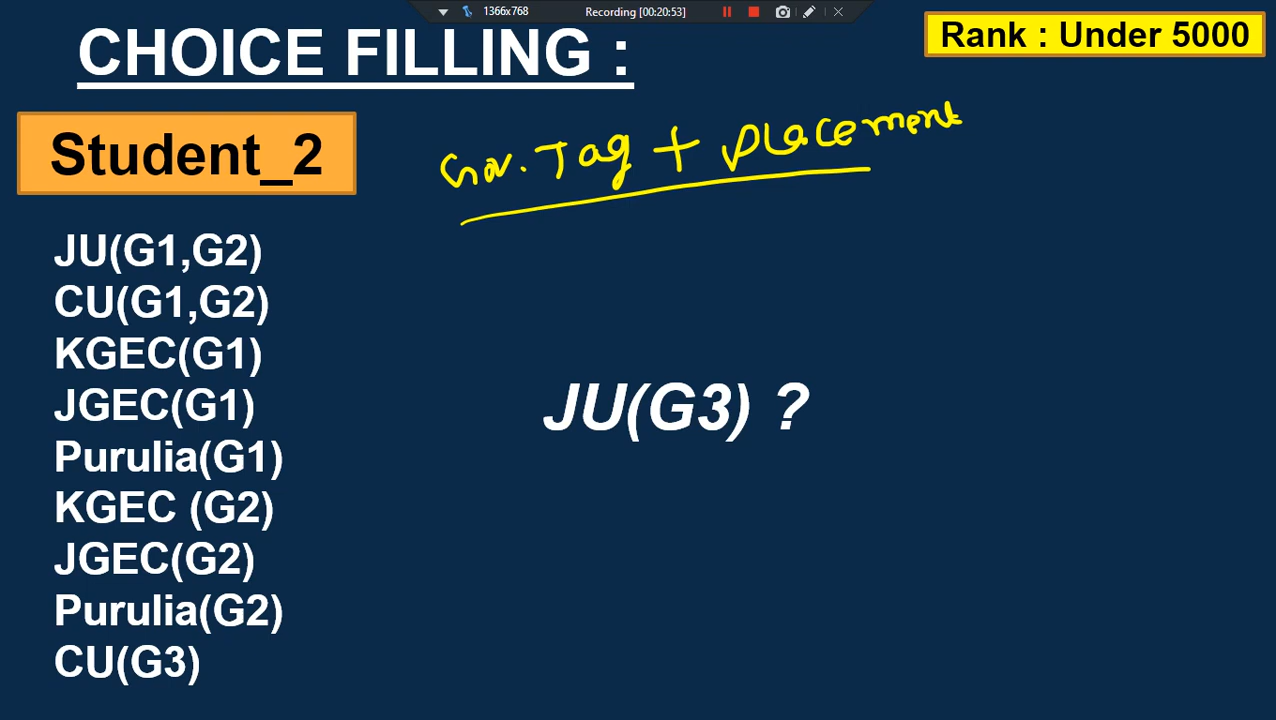 1366x768
Recording [00:20:53]
CHOICE FILLING :
Rank : Under 5000
Student_2
Gov. Tag + Placement
JU(G1,G2)
CU(G1,G2)
KGEC(G1)
JGEC(G1)
JU(G3) ?
Purulia(G1)
KGEC (G2)
JGEC(G2)
Purulia(G2)
CU(G3)